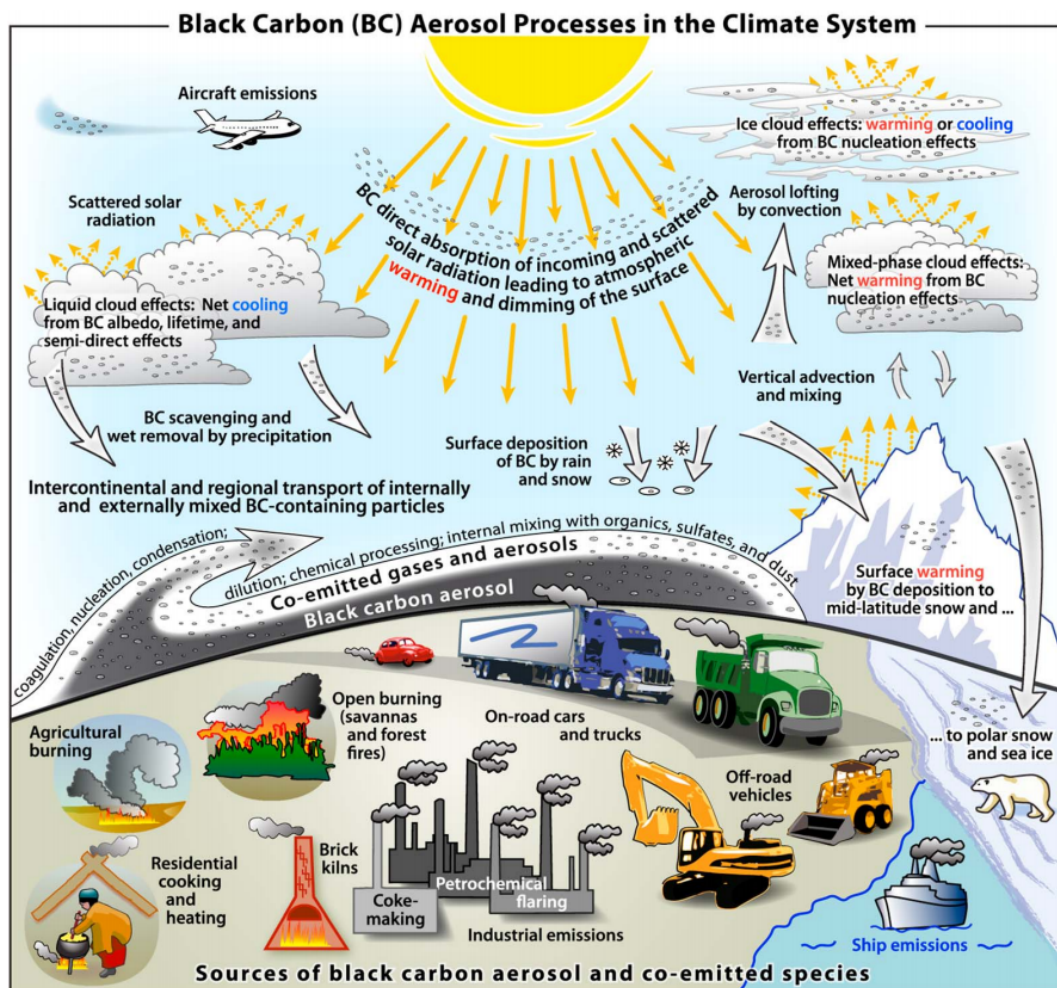 Black Carbon (BC) Aerosol Processes in the Climate System
Aircraft emissions
Ice cloud effects: warming or cooling
from BC nucleation effects
Scattered solar
radiation
BC direct absorption of incoming and scattered
solar radiation leading to atmospheric
warming and dimming of the surface
Aerosol lofting
by convection
Mixed-phase cloud effects:
Net warming from BC
nucleation effects
Liquid cloud effects: Net cooling
from BC albedo, lifetime, and
semi-direct effects
Vertical advection
and mixing
BC scavenging and
wet removal by precipitation
Surface deposition
of BC by rain
and snow
Intercontinental and regional transport of internally
and externally mixed BC-containing particles
coagulation, nucleation, condensation;
dilution; chemical processing; internal mixing with organics, sulfates, and dust
Co-emitted gases and aerosols
Black carbon aerosol
Surface warming
by BC deposition to
mid-latitude snow and ...
... to polar snow
and sea ice
Agricultural
burning
Open burning
(savannas
and forest
fires)
On-road cars
and trucks
Off-road
vehicles
Residential
cooking
and
heating
Brick
kilns
Coke-
making
Petrochemical
flaring
Industrial emissions
Ship emissions
Sources of black carbon aerosol and co-emitted species